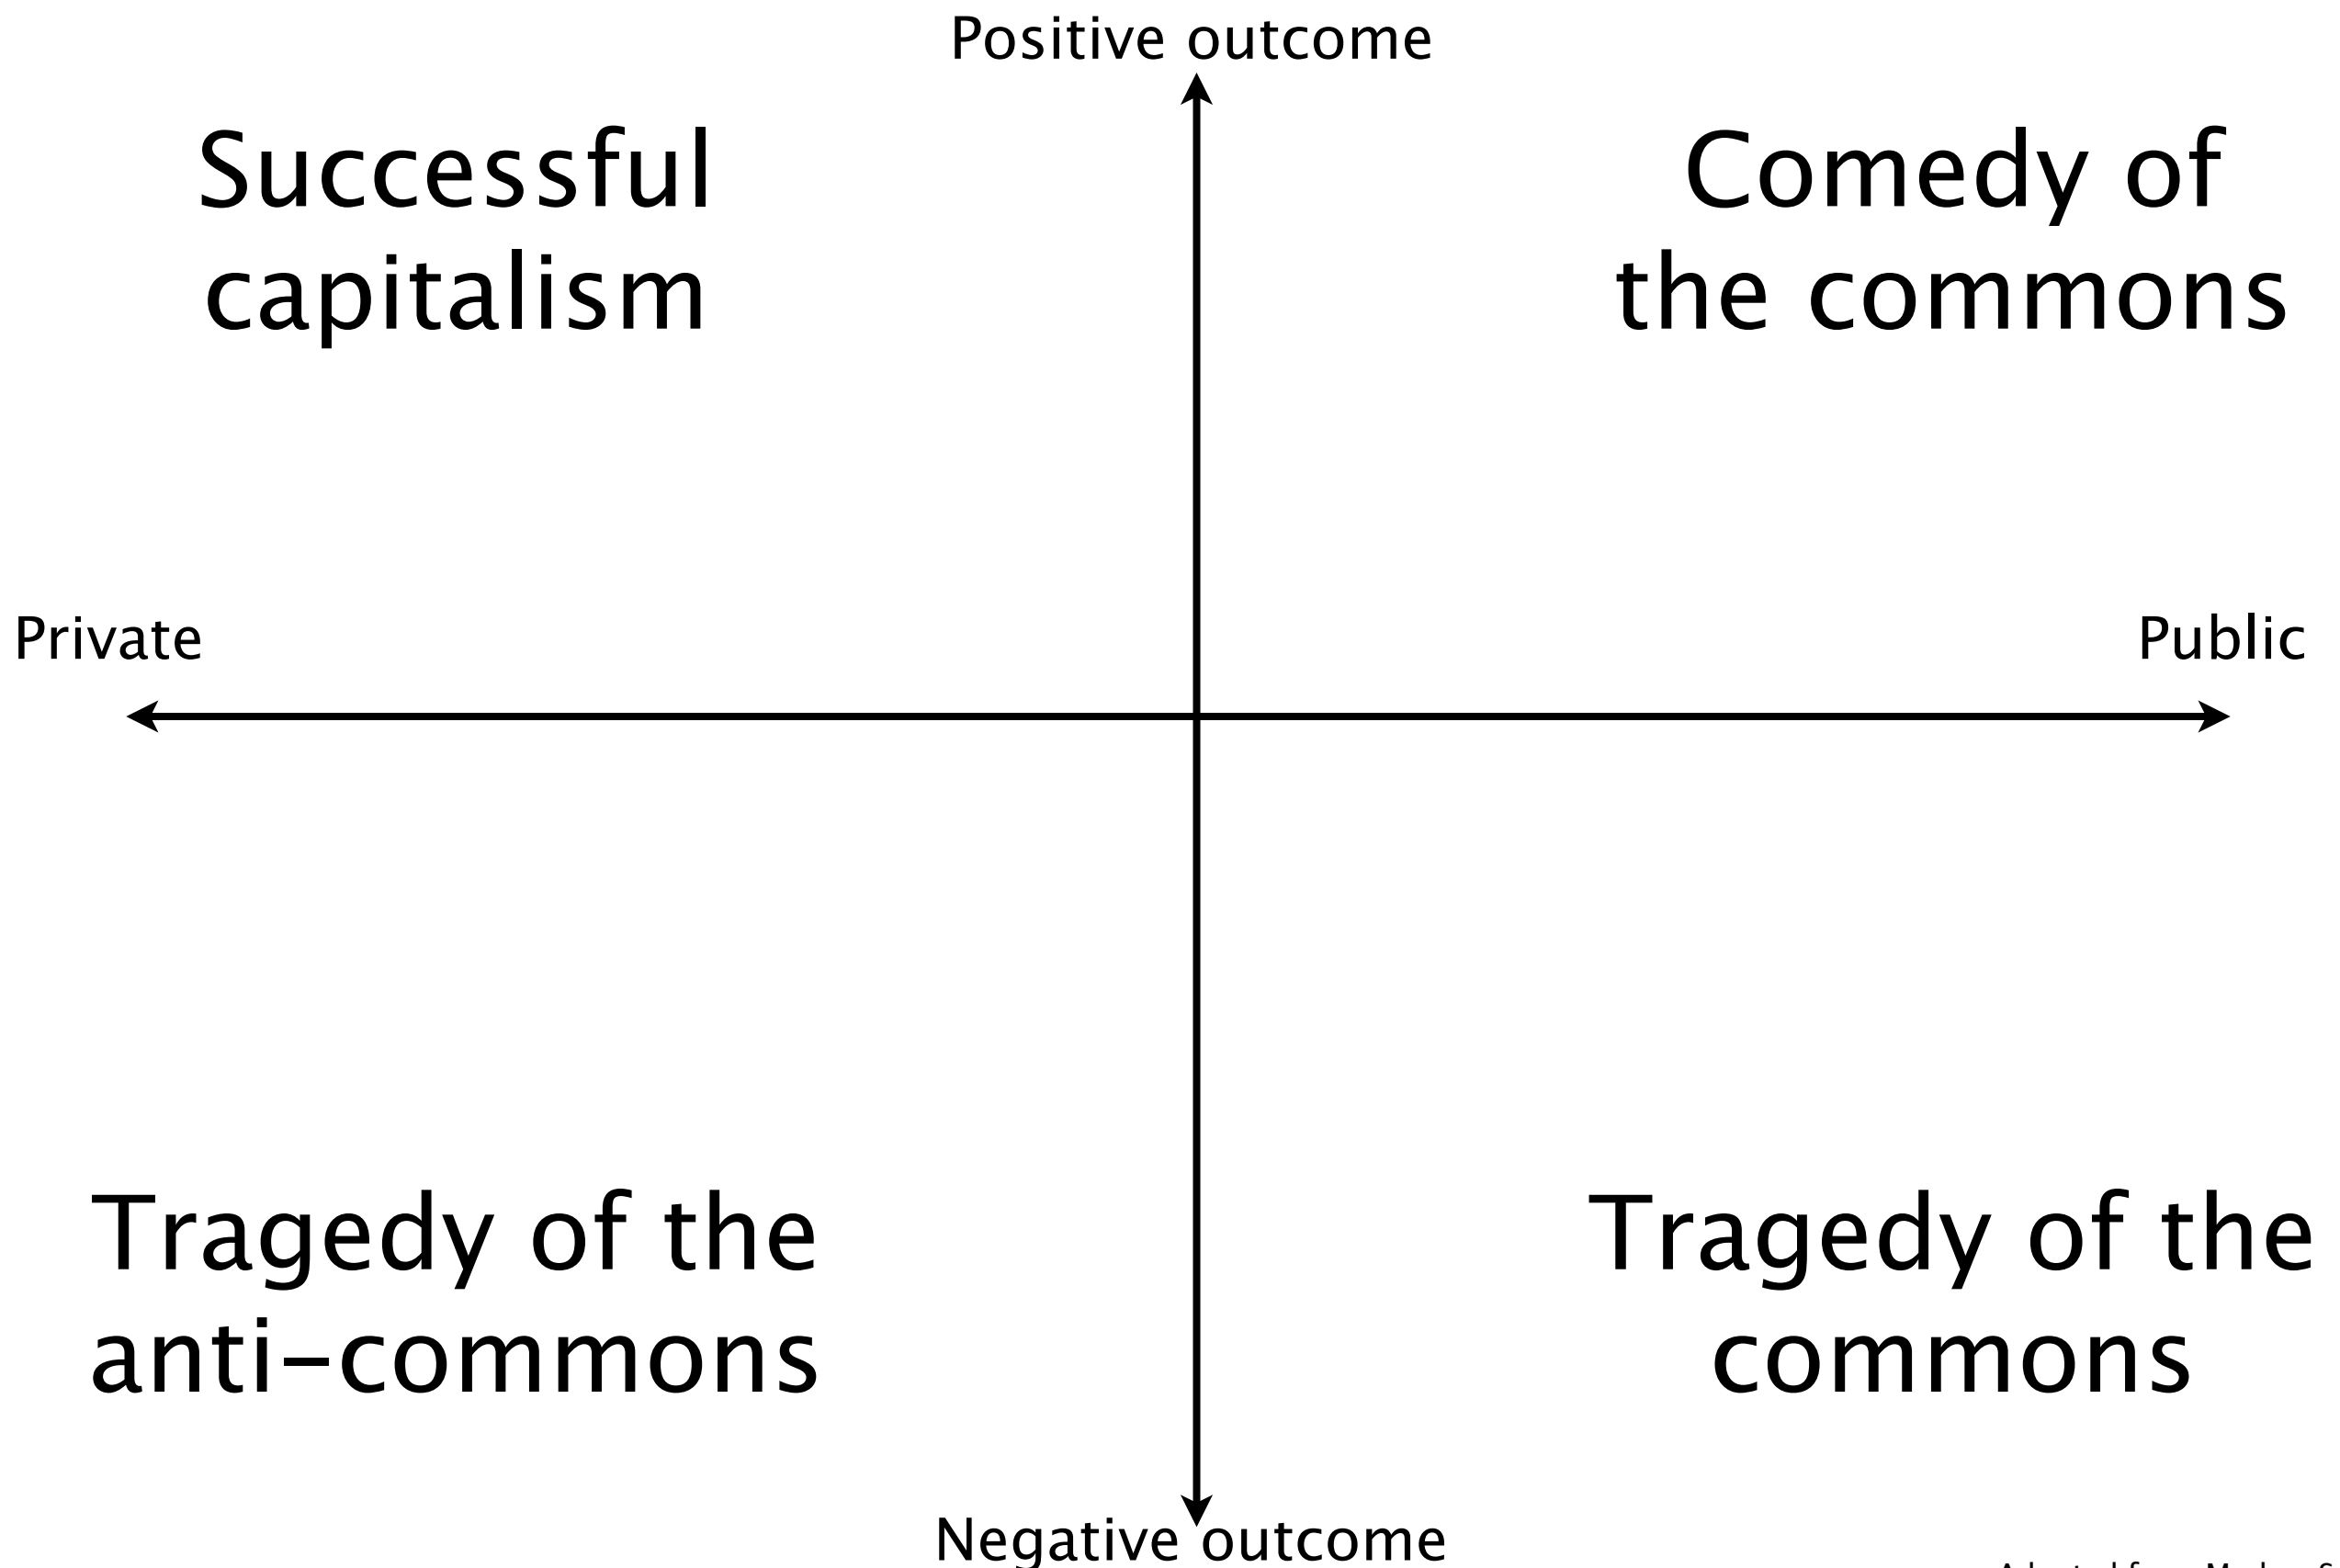 Positive outcome
Successful
capitalism
Comedy of
the commons
Private
Public
Tragedy of the
anti-commons
Tragedy of the
commons
Negative outcome